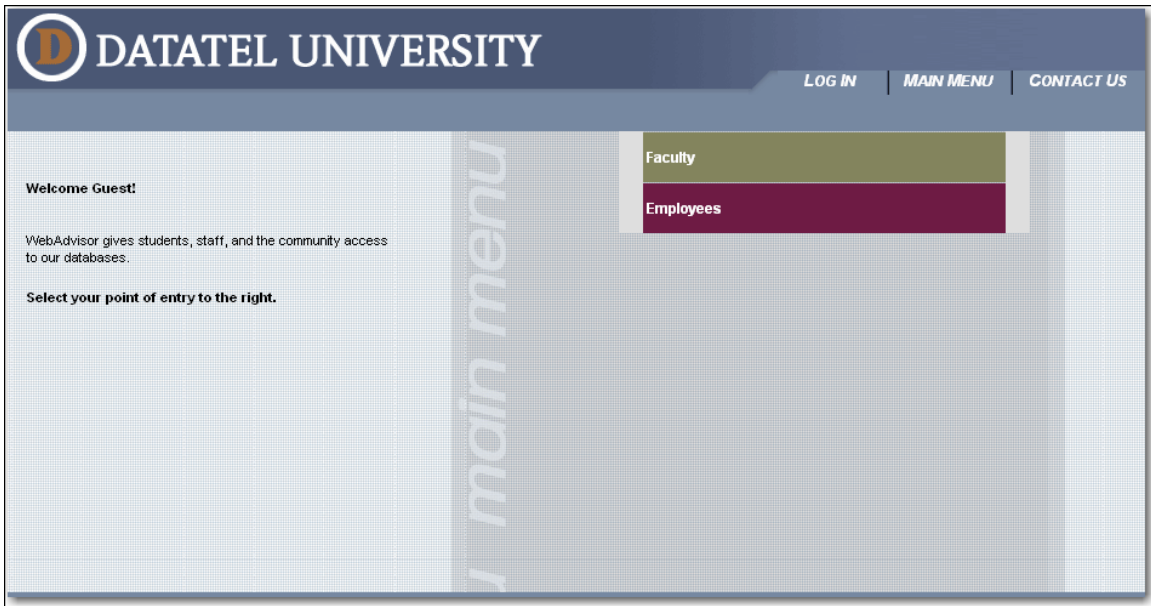 D DATATEL UNIVERSITY
LOG IN MAIN MENU CONTACT US
Welcome Guest!
WebAdvisor gives students, staff, and the community access
to our databases.
Select your point of entry to the right.
u main menu
Faculty
Employees